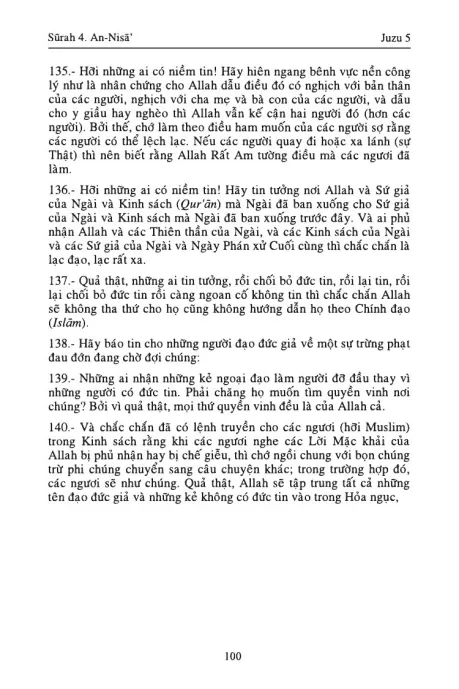 Sūrah 4. An-Nisā' Juzu 5
135.- Hỡi những ai có niềm tin! Hãy hiên ngang bênh vực nền công
lý như là nhân chứng cho Allah dẫu điều đó có nghịch với bản thân
của các người, nghịch với cha mẹ và bà con của các người, và dẫu
cho y giầu hay nghèo thì Allah vẫn kế cận hai người đó (hơn các
người). Bởi thế, chớ làm theo điều ham muốn của các người sợ rằng
các người có thể lệch lạc. Nếu các người quay đi hoặc xa lánh (sự
Thật) thì nên biết rằng Allah Rất Am tường điều mà các ngươi đã
làm.
136.- Hỡi những ai có niềm tin! Hãy tin tưởng nơi Allah và Sứ giả
của Ngài và Kinh sách (Qur'ān) mà Ngài đã ban xuống cho Sứ giả
của Ngài và Kinh sách mà Ngài đã ban xuống trước đây. Và ai phủ
nhận Allah và các Thiên thần của Ngài, và các Kinh sách của Ngài
và các Sứ giả của Ngài và Ngày Phán xử Cuối cùng thì chắc chắn là
lạc đạo, lạc rất xa.
137.- Quả thật, những ai tin tưởng, rồi chối bỏ đức tin, rồi lại tin, rồi
lại chối bỏ đức tin rồi càng ngoan cố không tin thì chắc chắn Allah
sẽ không tha thứ cho họ cũng không hướng dẫn họ theo Chính đạo
(Islām).
138.- Hãy báo tin cho những người đạo đức giả về một sự trừng phạt
đau đớn đang chờ đợi chúng:
139.- Những ai nhận những kẻ ngoại đạo làm người đỡ đầu thay vì
những người có đức tin. Phải chăng họ muốn tìm quyền vinh nơi
chúng? Bởi vì quả thật, mọi thứ quyền vinh đều là của Allah cả.
140.- Và chắc chắn đã có lệnh truyền cho các ngươi (hỡi Muslim)
trong Kinh sách rằng khi các ngươi nghe các Lời Mặc khải của
Allah bị phủ nhận hay bị chế giễu, thì chớ ngồi chung với bọn chúng
trừ phi chúng chuyển sang câu chuyện khác; trong trường hợp đó,
các ngươi sẽ như chúng. Quả thật, Allah sẽ tập trung tất cả những
tên đạo đức giả và những kẻ không có đức tin vào trong Hỏa ngục,
100